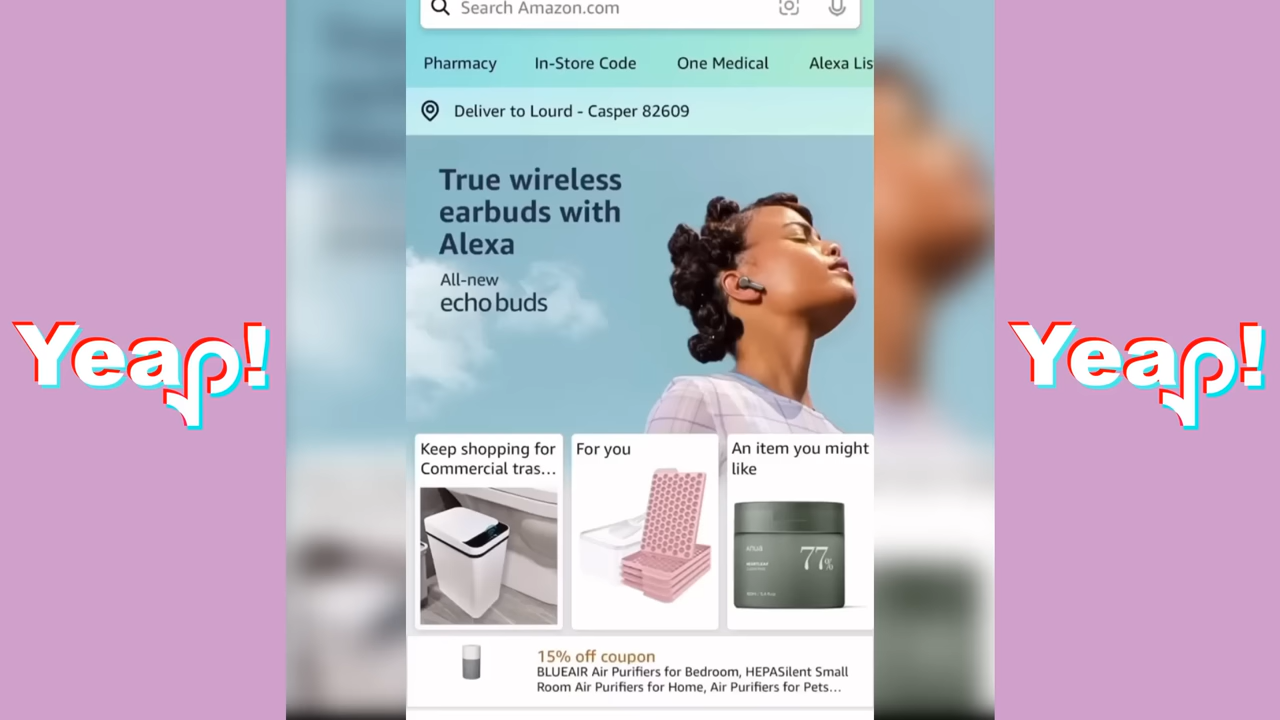 Search Amazon.com
Pharmacy In-Store Code One Medical Alexa Lis
Deliver to Lourd - Casper 82609
True wireless
earbuds with
Alexa
All-new
echo buds
Yeap!
Yeap!
Keep shopping for
Commercial tras...
For you
An item you might
like
77%
15% off coupon
BLUEAIR Air Purifiers for Bedroom, HEPASilent Small
Room Air Purifiers for Home, Air Purifiers for Pets...